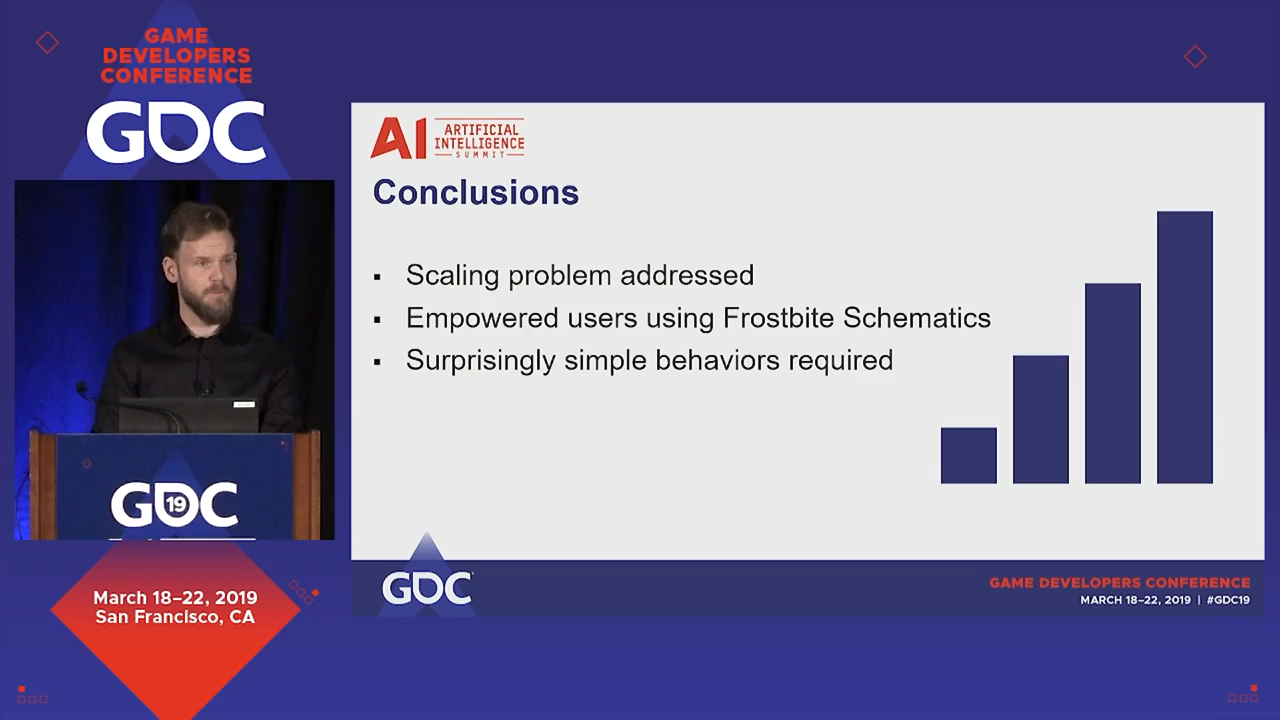 GAME
DEVELOPERS
CONFERENCE
GDC
AI ARTIFICIAL
INTELLIGENCE
SUMMIT
Conclusions
▪ Scaling problem addressed
▪ Empowered users using Frostbite Schematics
▪ Surprisingly simple behaviors required
GDC
19
March 18–22, 2019
San Francisco, CA
GDC
GAME DEVELOPERS CONFERENCE
MARCH 18–22, 2019 | #GDC19